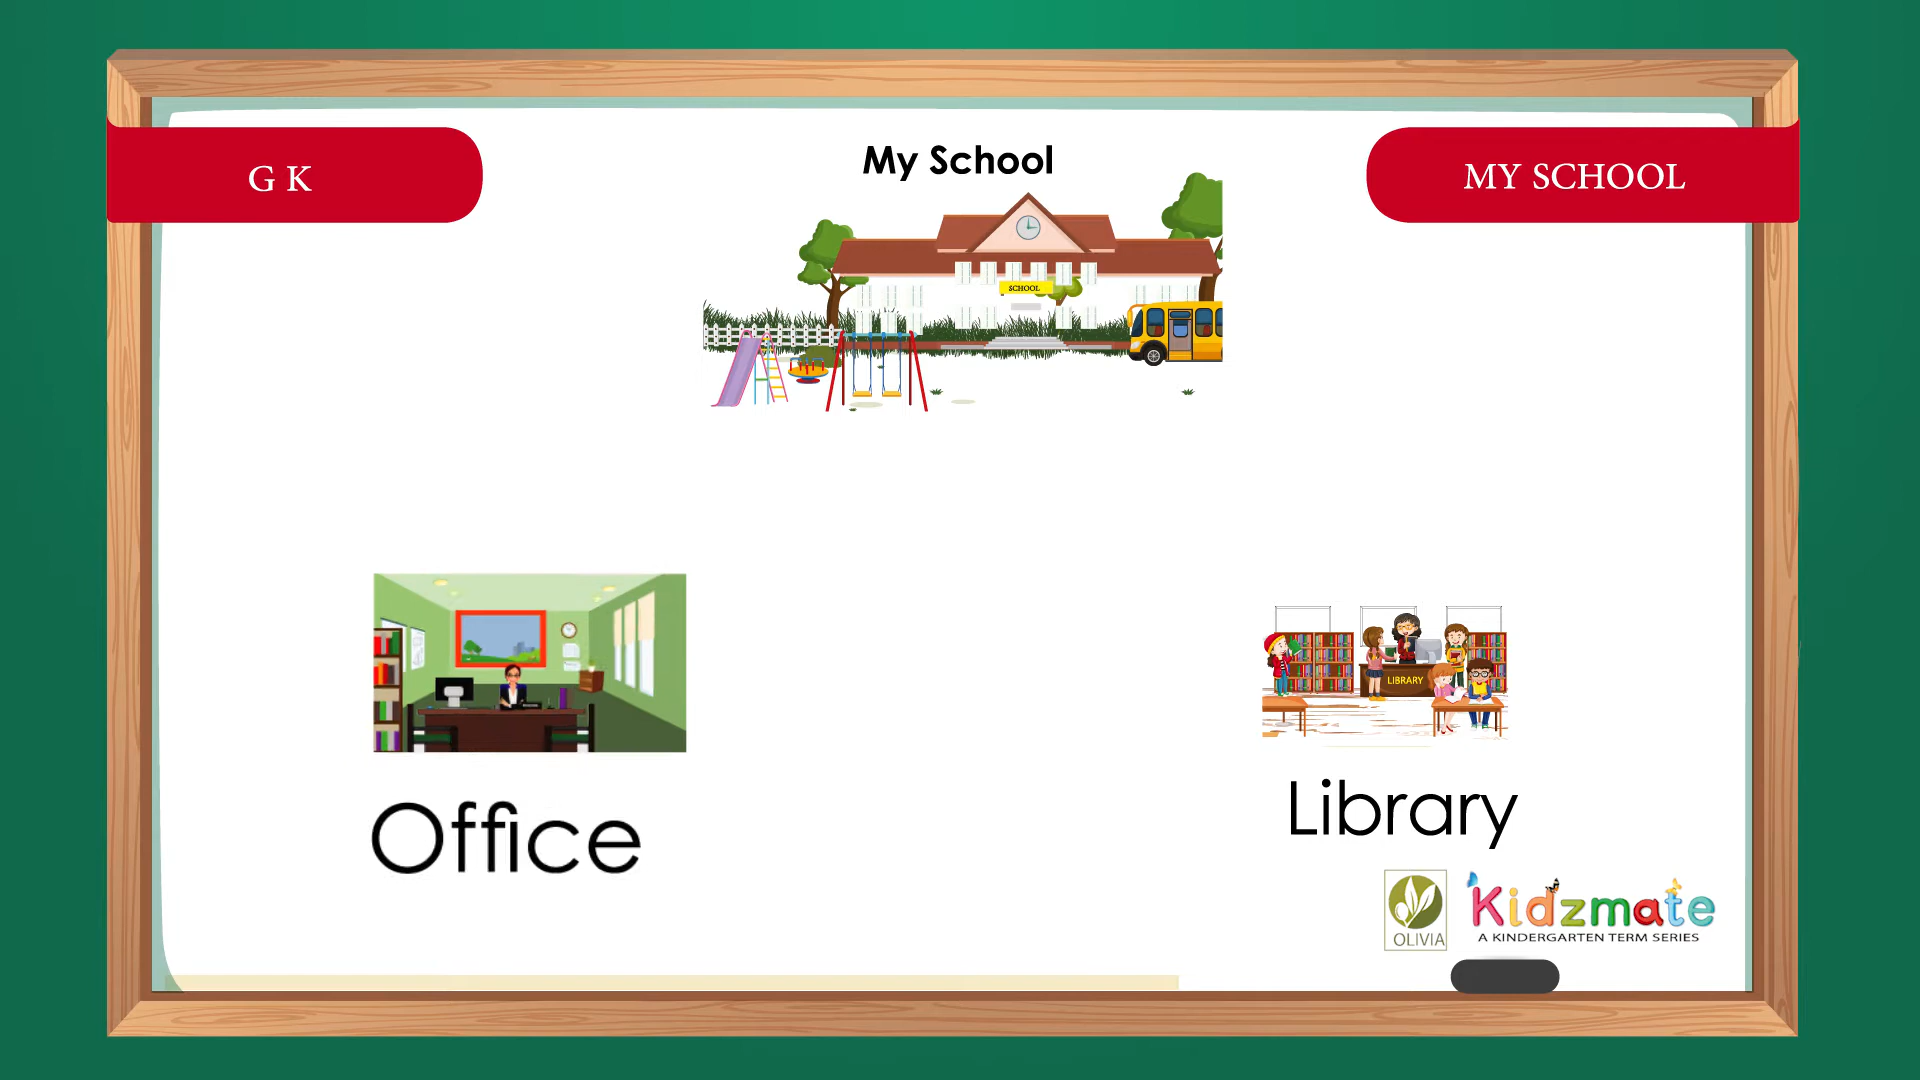 G K
My School
MY SCHOOL
SCHOOL
LIBRARY
Office
Library
OLIVIA
Kidzmate
A KINDERGARTEN TERM SERIES